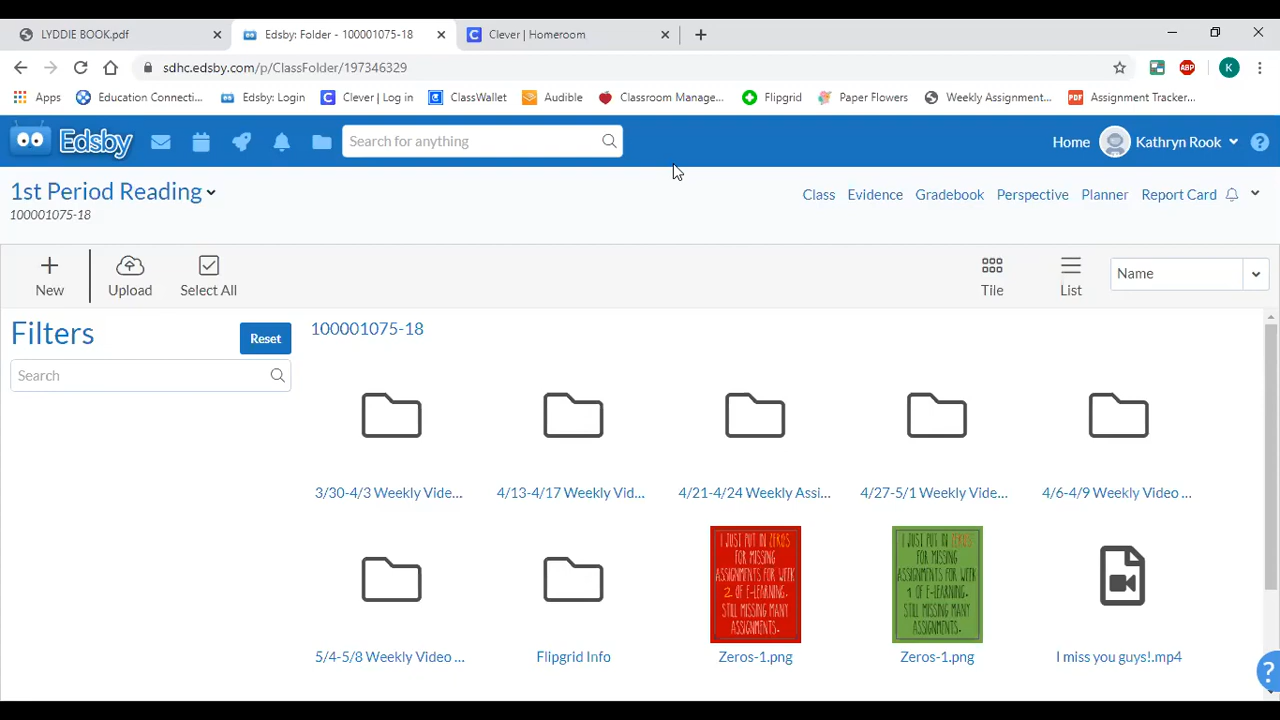 LYDDIE BOOK.pdf
Edsby: Folder - 100001075-18
Clever | Homeroom
sdhc.edsby.com/p/ClassFolder/197346329
ABP
K
Apps
Education Connecti...
Edsby: Login
Clever | Log in
ClassWallet
Audible
Classroom Manage...
Flipgrid
Paper Flowers
Weekly Assignment...
PDF
Assignment Tracker...
Edsby
Search for anything
Home
Kathryn Rook
1st Period Reading
100001075-18
Class
Evidence
Gradebook
Perspective
Planner
Report Card
New
Upload
Select All
Tile
List
Name
Filters
Reset
Search
100001075-18
3/30-4/3 Weekly Vide...
4/13-4/17 Weekly Vid...
4/21-4/24 Weekly Assi...
4/27-5/1 Weekly Vide...
4/6-4/9 Weekly Video ...
I JUST PUT IN ZEROS
FOR MISSING
ASSIGNMENTS FOR WEEK
2 OF E-LEARNING.
STILL MISSING MANY
ASSIGNMENTS.
I JUST PUT IN ZEROS
FOR MISSING
ASSIGNMENTS FOR WEEK
1 OF E-LEARNING.
STILL MISSING MANY
ASSIGNMENTS.
5/4-5/8 Weekly Video ...
Flipgrid Info
Zeros-1.png
Zeros-1.png
I miss you guys!.mp4